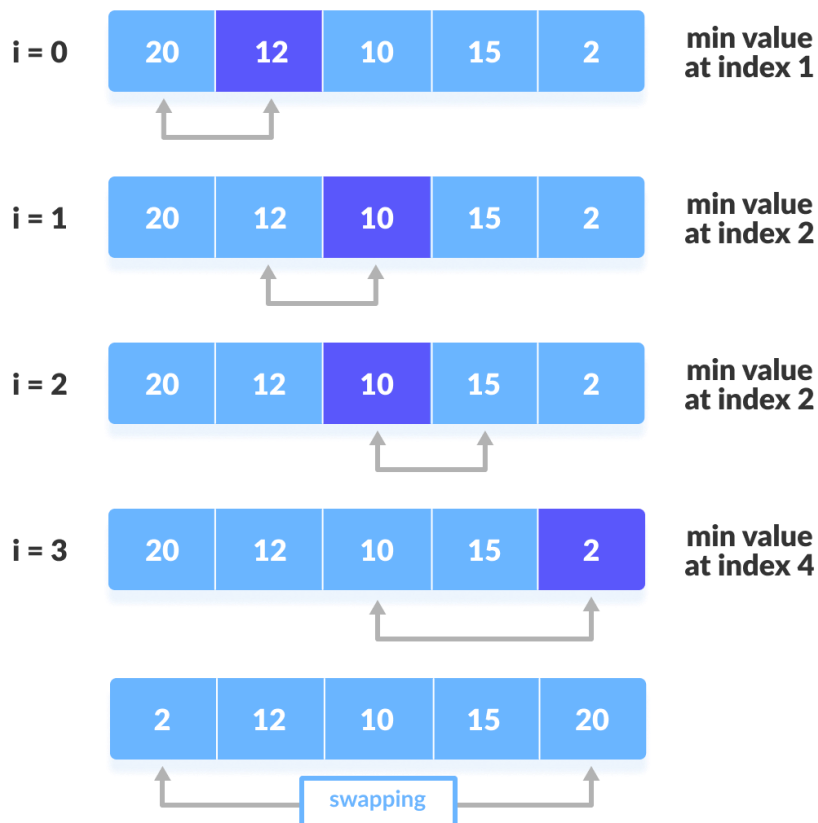 i = 0
20 12 10 15 2
min value
at index 1
i = 1
20 12 10 15 2
min value
at index 2
i = 2
20 12 10 15 2
min value
at index 2
i = 3
20 12 10 15 2
min value
at index 4
2 12 10 15 20
swapping